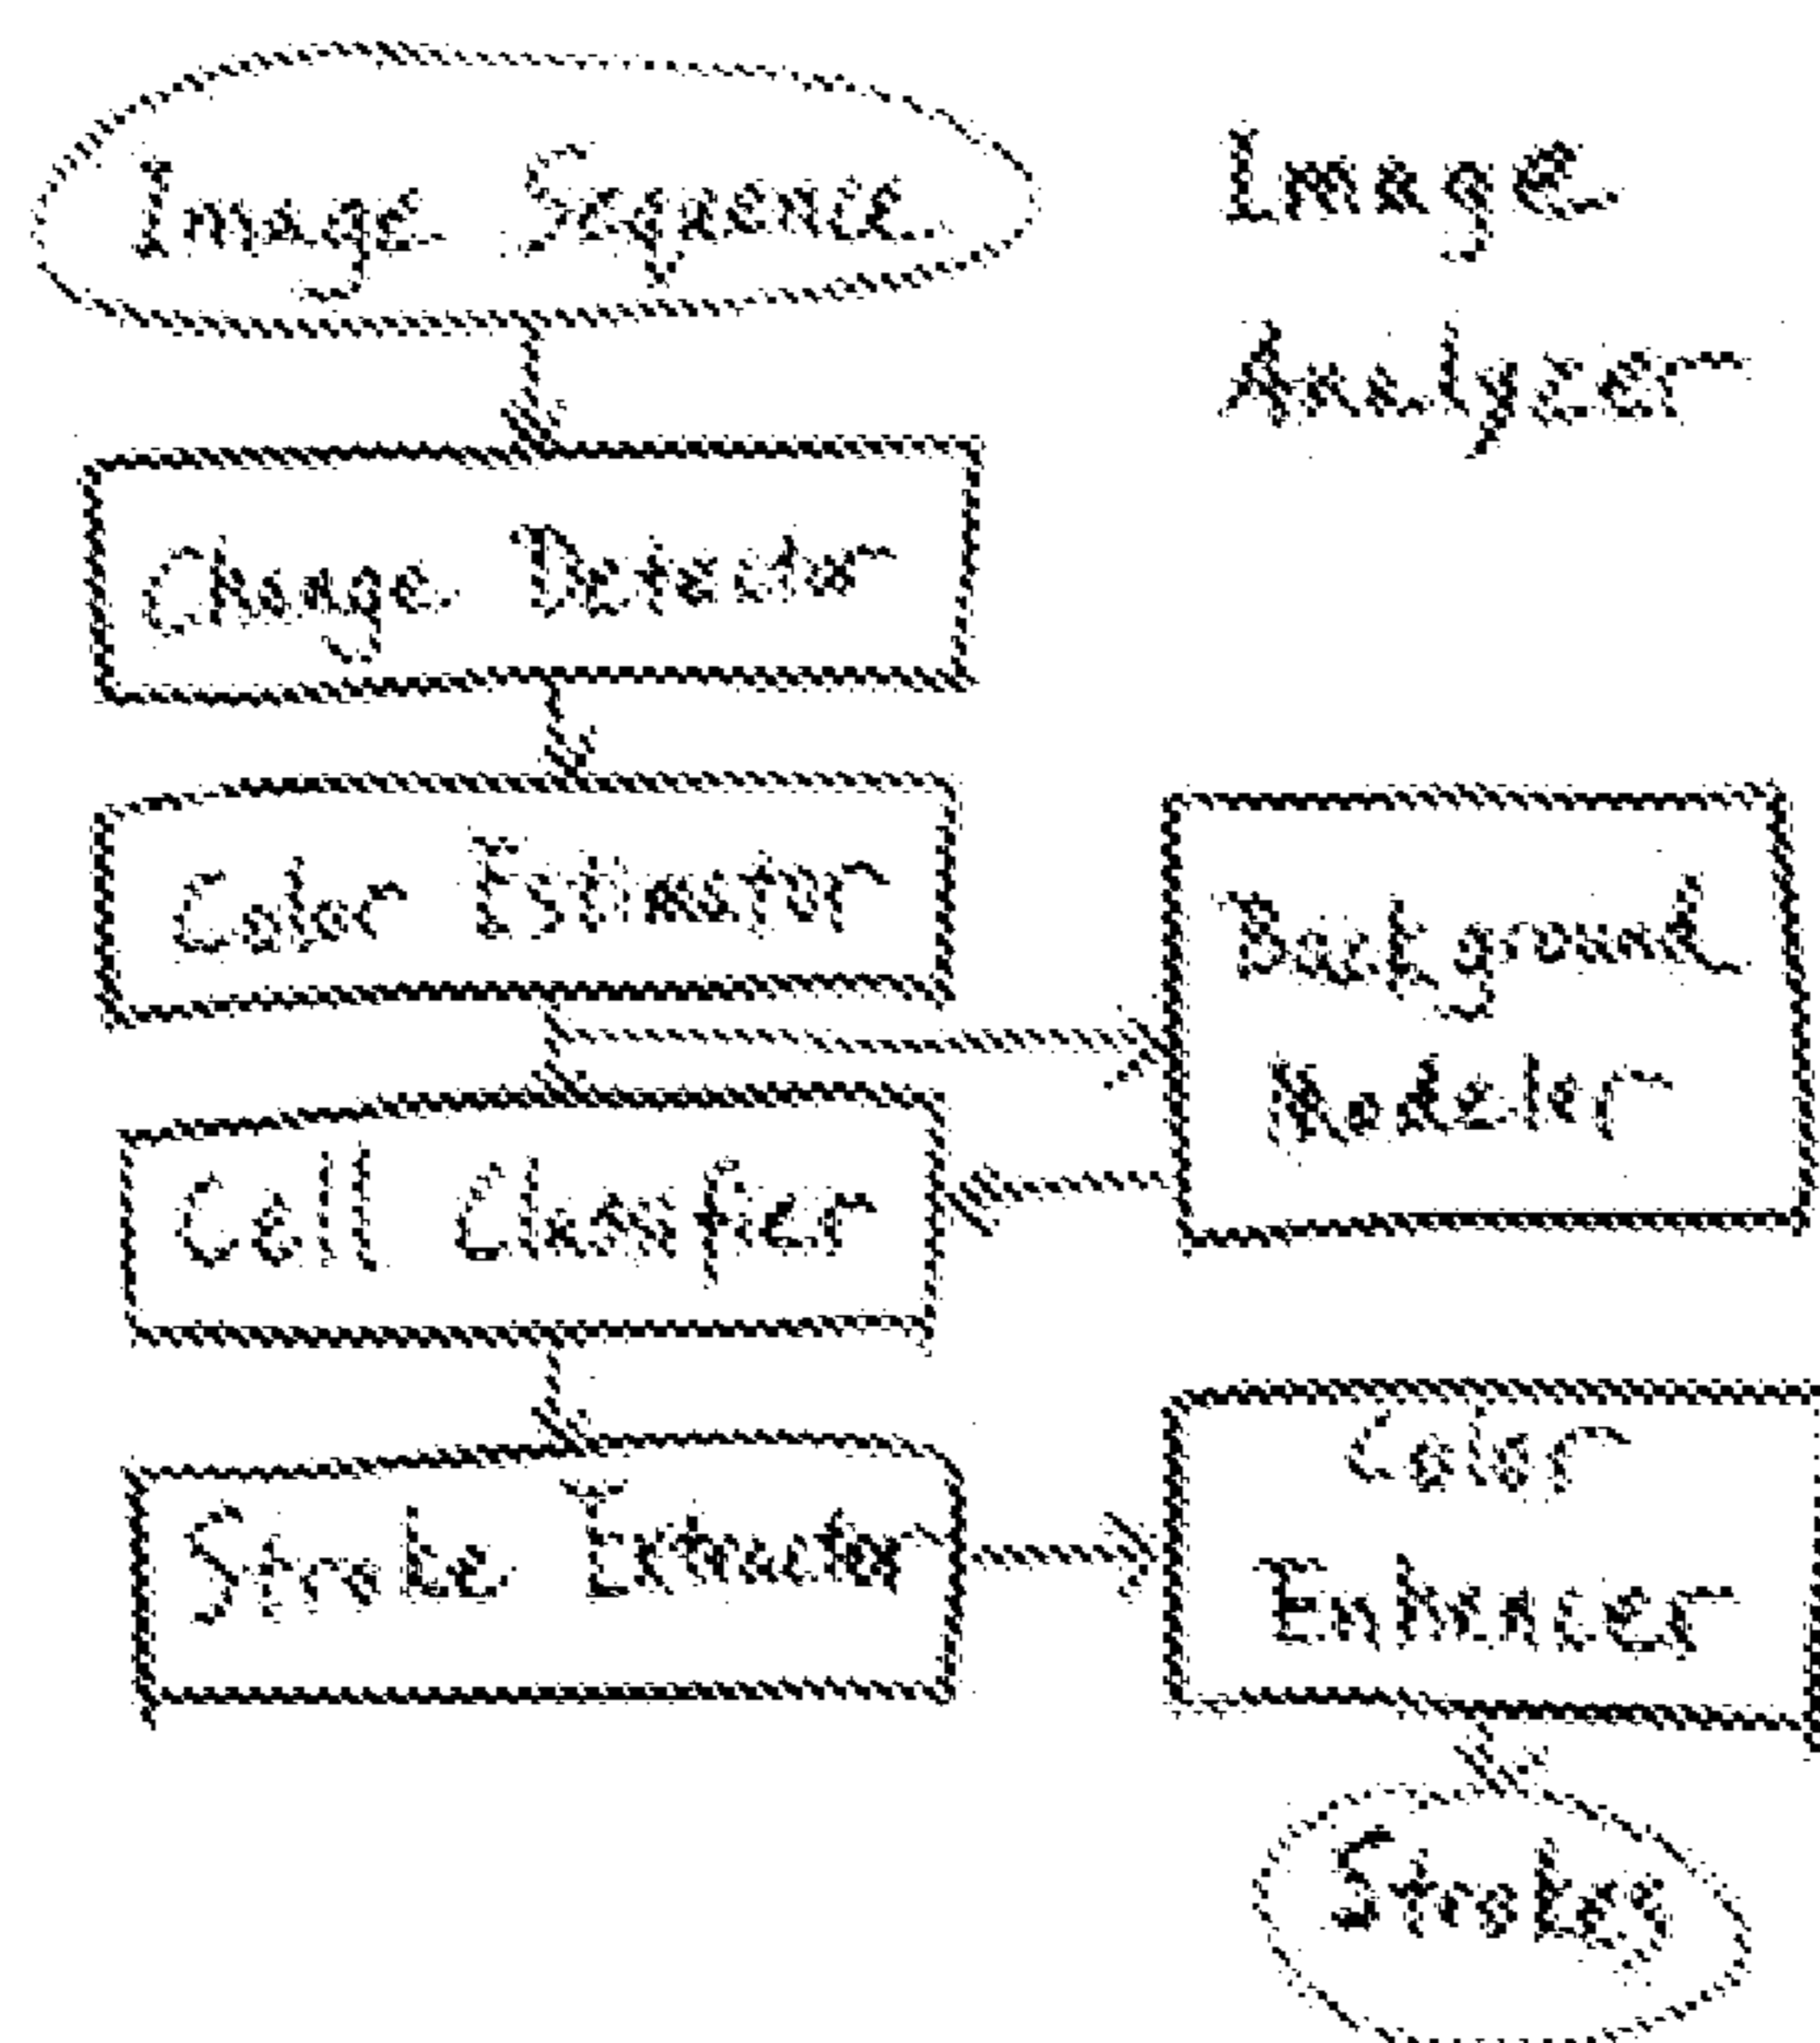 Image Sequence
Image
Analyzer
Change Detector
Color Estimator
Background
Modeler
Cell Classifier
Stroke Extractor
Color
Enhancer
Strokes